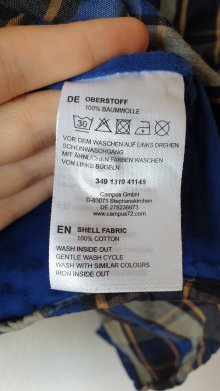 DE OBERSTOFF
100% BAUMWOLLE
30
VOR DEM WASCHEN AUF LINKS DREHEN
SCHONWASCHGANG
MIT ÄHNLICHEN FARBEN WASCHEN
VON LINKS BÜGELN
349 1319 41145
Campus GmbH
D-83071 Stephanskirchen
DE 278236873
www.campus72.com
EN SHELL FABRIC
100% COTTON
WASH INSIDE OUT
GENTLE WASH CYCLE
WASH WITH SIMILAR COLOURS
IRON INSIDE OUT